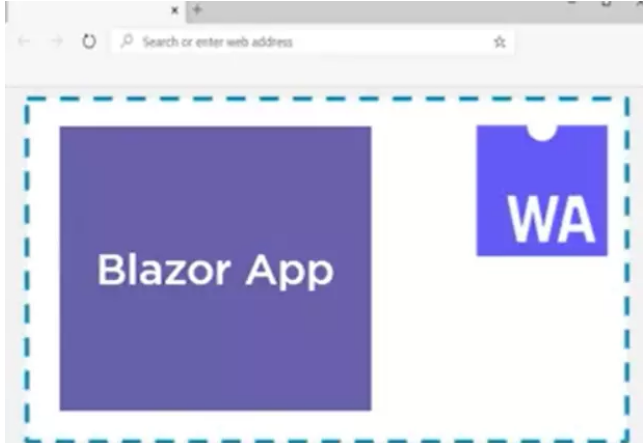 Search or enter web address
WA
Blazor App